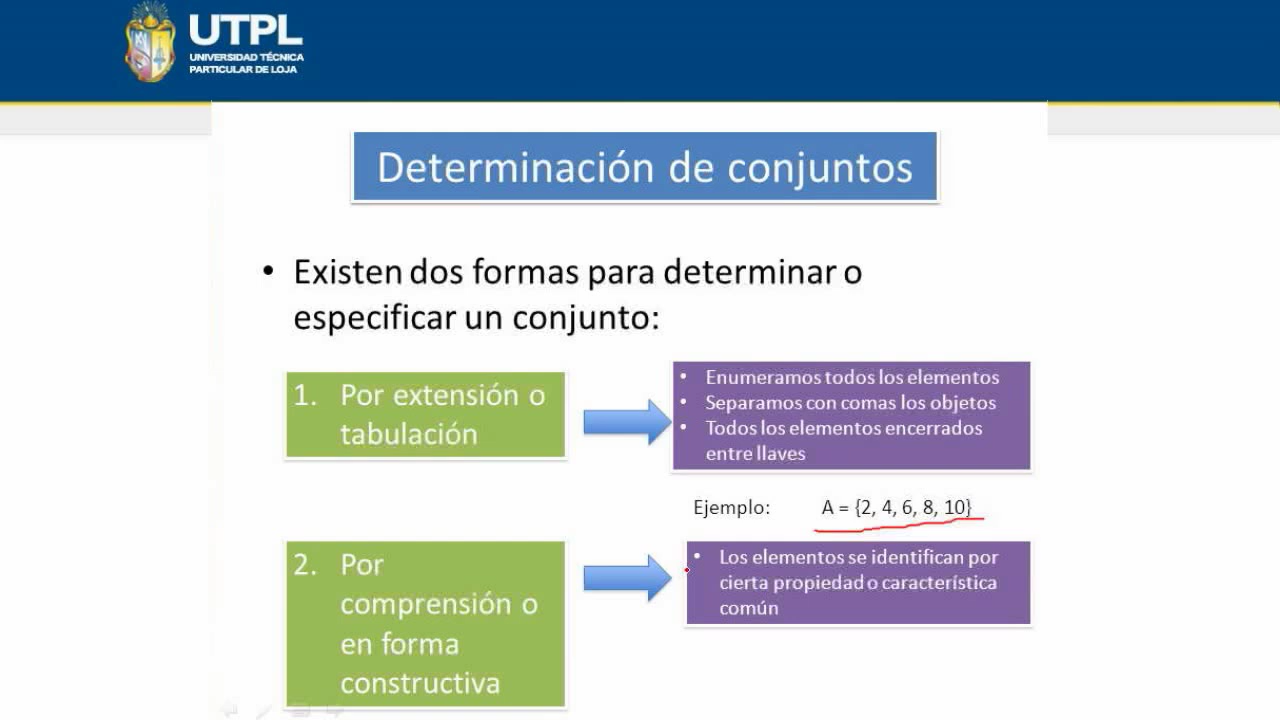 UTPL
UNIVERSIDAD TÉCNICA
PARTICULAR DE LOJA
Determinación de conjuntos
• Existen dos formas para determinar o
especificar un conjunto:
1. Por extensión o
tabulación
• Enumeramos todos los elementos
• Separamos con comas los objetos
• Todos los elementos encerrados
entre llaves
Ejemplo: A = {2, 4, 6, 8, 10}
2. Por
comprensión o
en forma
constructiva
• Los elementos se identifican por
cierta propiedad o característica
común